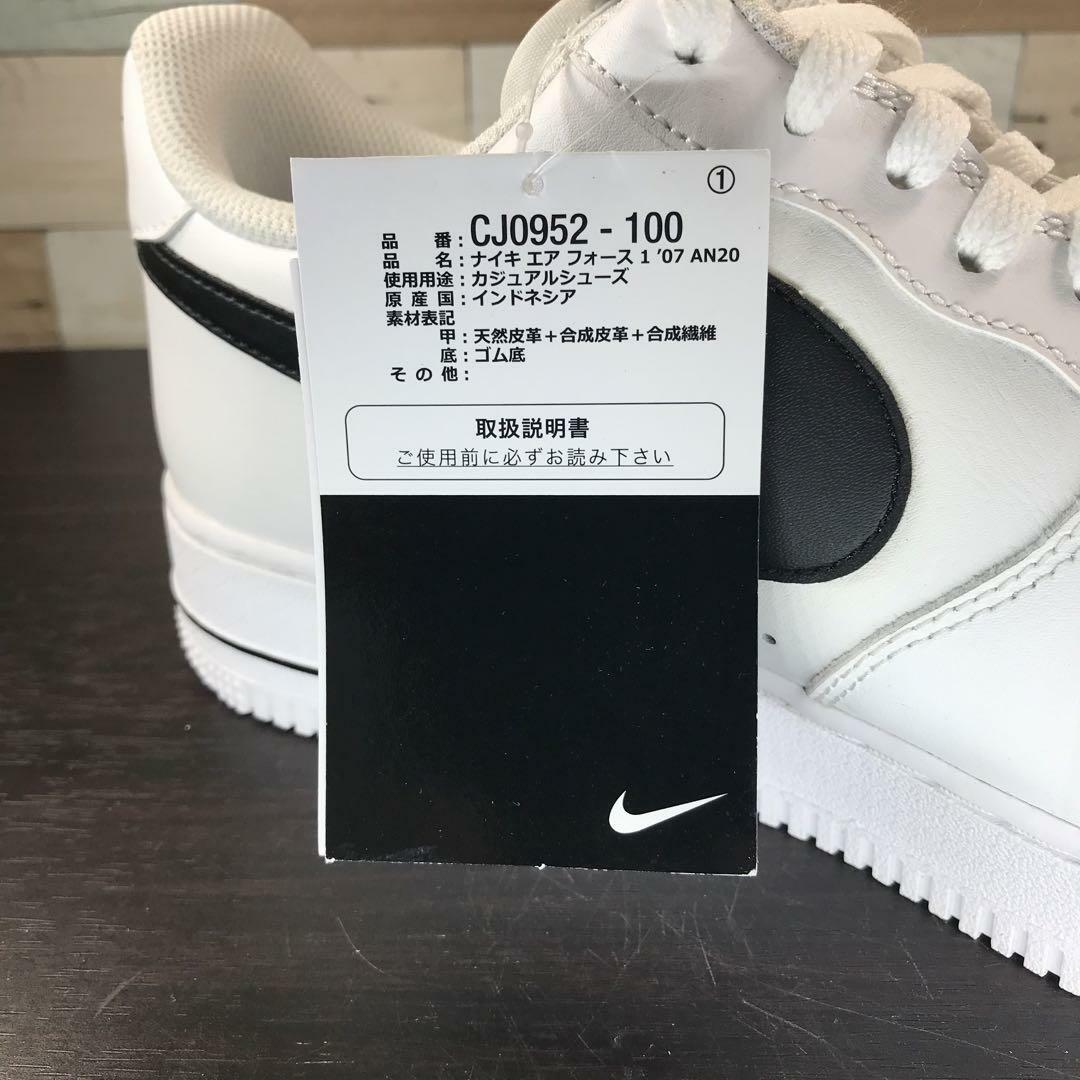 ①
品番:CJ0952-100
品名:ナイキ エア フォース 1 '07 AN20
使用用途:カジュアルシューズ
原産国:インドネシア
素材表記
甲:天然皮革+合成皮革+合成繊維
底:ゴム底
その他:
取扱説明書
ご使用前に必ずお読み下さい